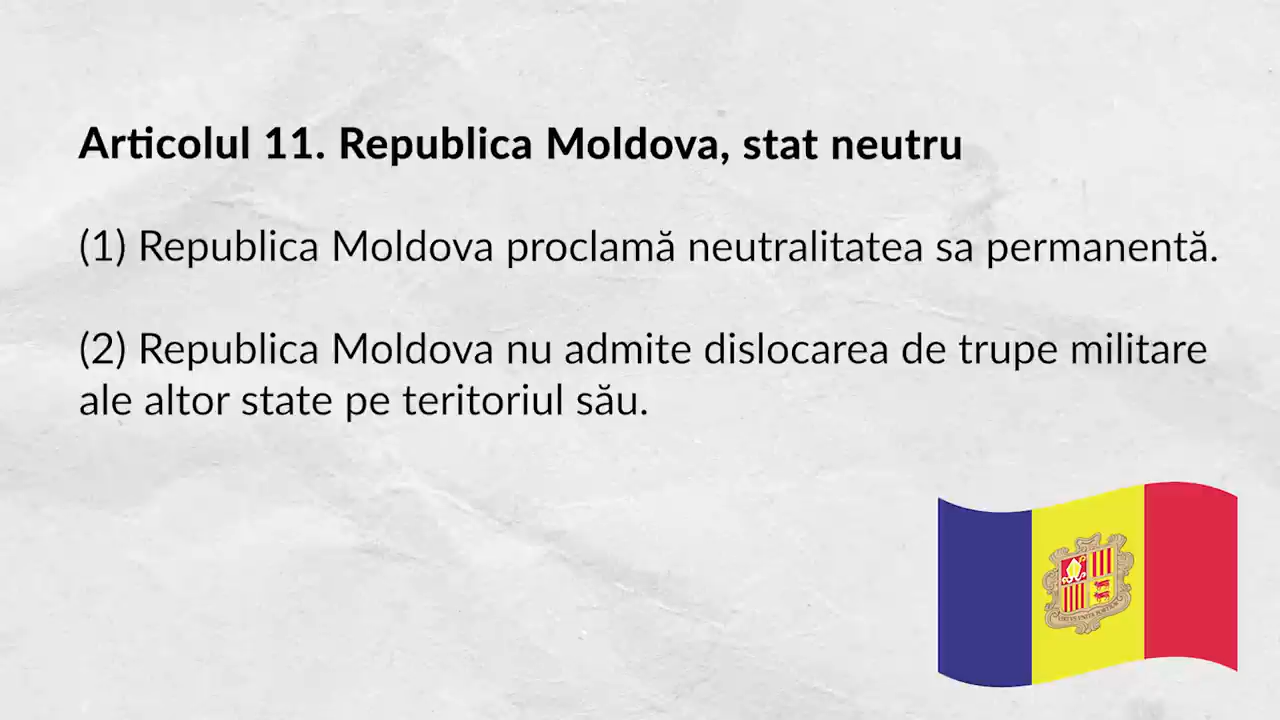 Articolul 11. Republica Moldova, stat neutru
(1) Republica Moldova proclamă neutralitatea sa permanentă.
(2) Republica Moldova nu admite dislocarea de trupe militare
ale altor state pe teritoriul său.